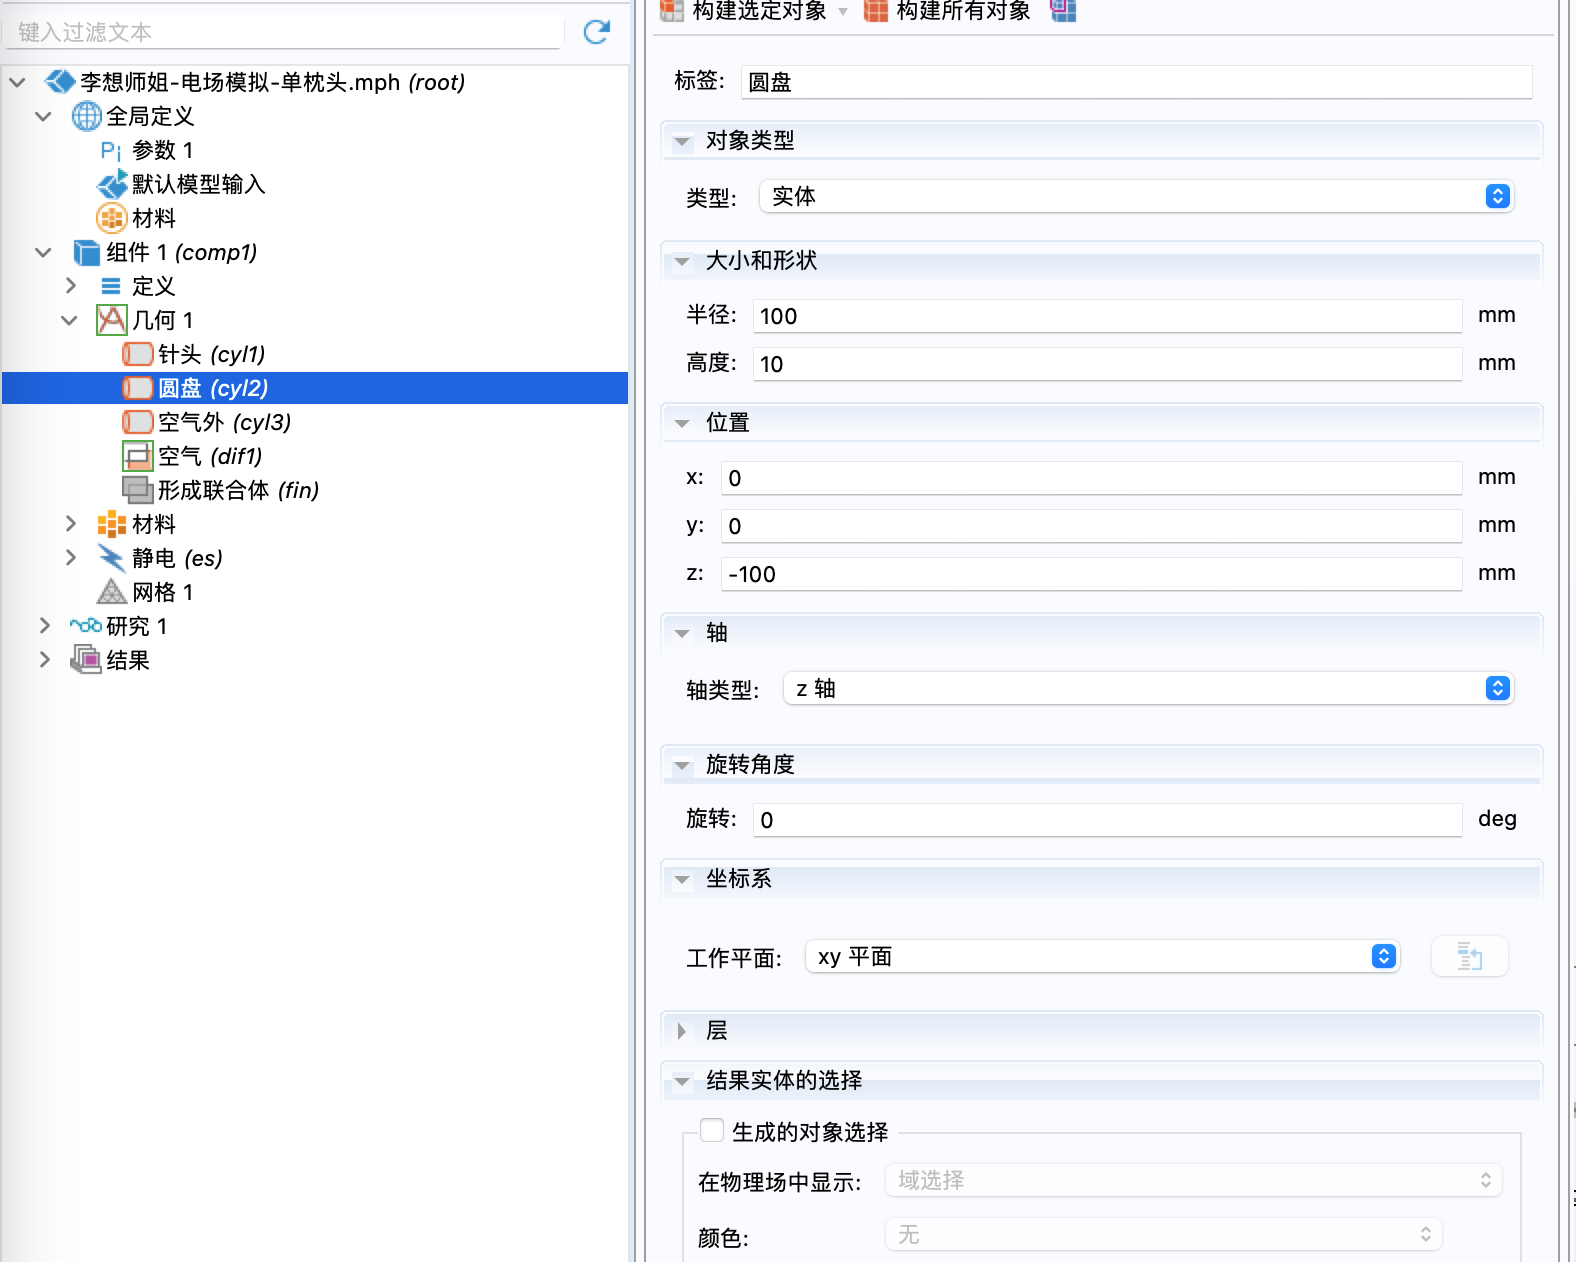 键入过滤文本
李想师姐-电场模拟-单枕头.mph (root)
全局定义
Pi 参数 1
默认模型输入
材料
组件 1 (comp1)
定义
几何 1
针头 (cyl1)
圆盘 (cyl2)
空气外 (cyl3)
空气 (dif1)
形成联合体 (fin)
材料
静电 (es)
网格 1
研究 1
结果
构建选定对象 构建所有对象
标签: 圆盘
对象类型
类型: 实体
大小和形状
半径: 100 mm
高度: 10 mm
位置
x: 0 mm
y: 0 mm
z: -100 mm
轴
轴类型: z 轴
旋转角度
旋转: 0 deg
坐标系
工作平面: xy 平面
层
结果实体的选择
生成的对象选择
在物理场中显示: 域选择
颜色: 无